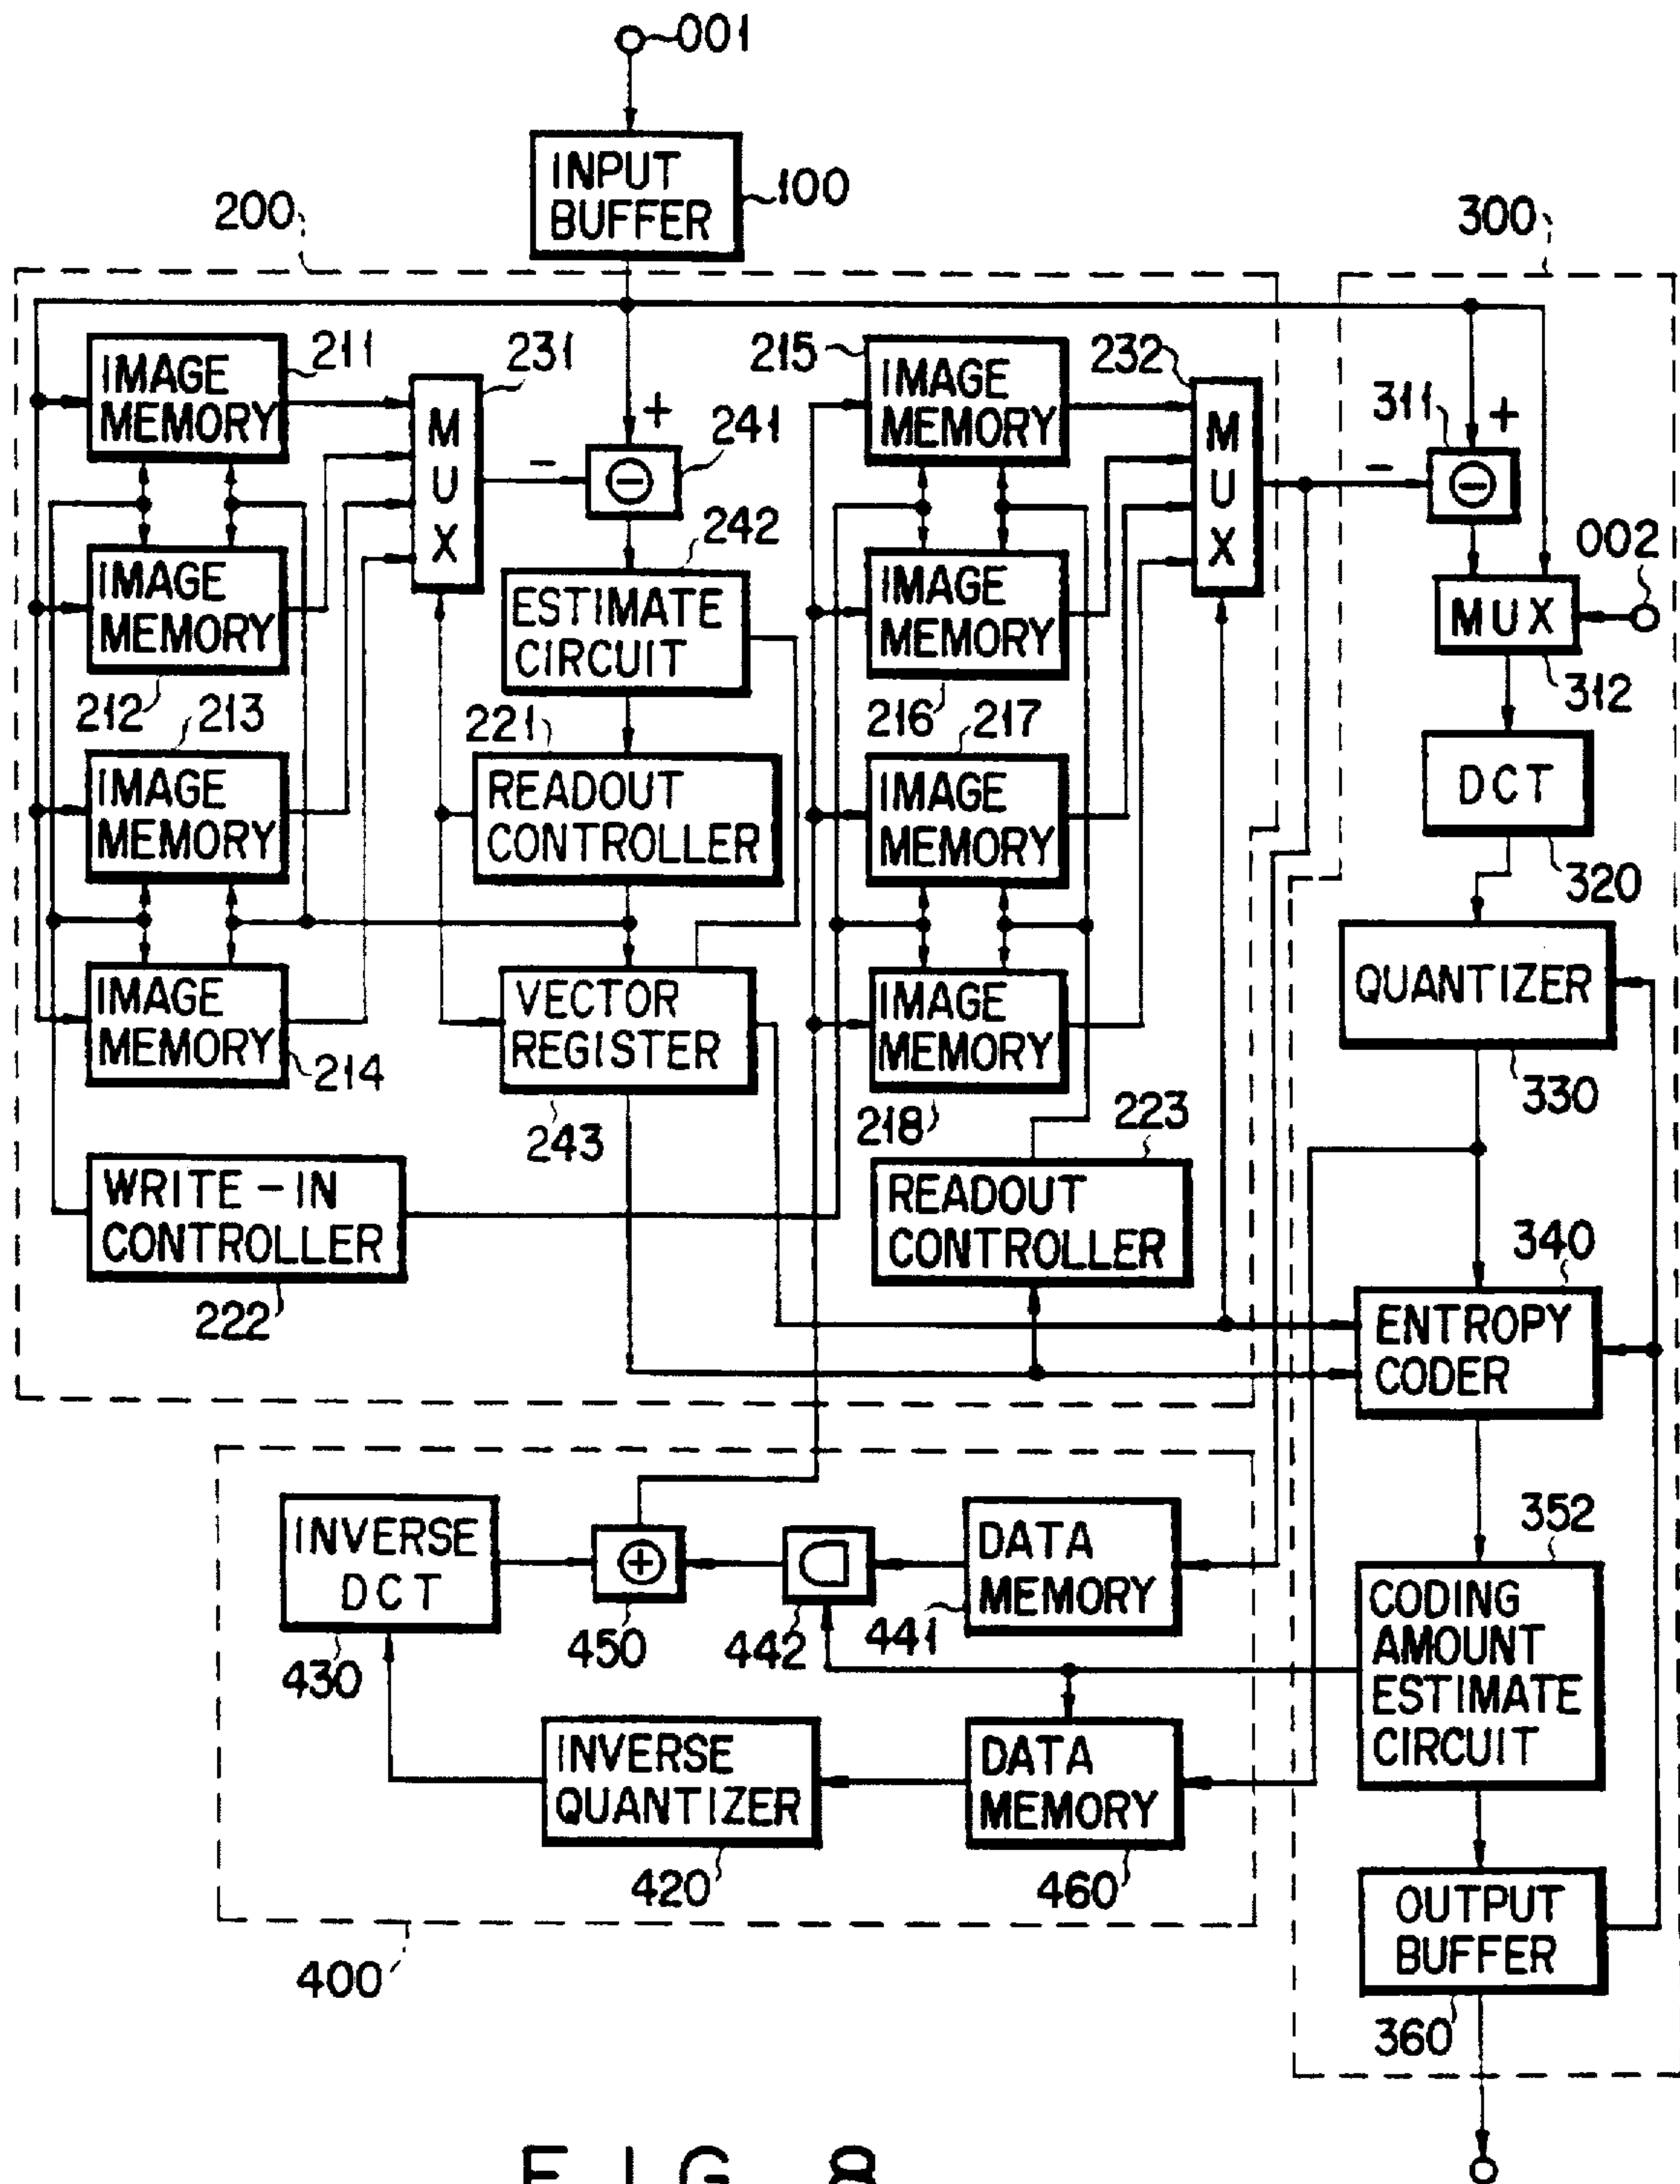 001
INPUT
BUFFER
100
200
300
IMAGE
MEMORY
211
231
M
U
X
+
−
⊖
241
215
IMAGE
MEMORY
232
M
U
X
311
+
−
⊖
002
IMAGE
MEMORY
212
242
ESTIMATE
CIRCUIT
IMAGE
MEMORY
216
MUX
312
213
IMAGE
MEMORY
221
READOUT
CONTROLLER
217
IMAGE
MEMORY
DCT
320
IMAGE
MEMORY
214
VECTOR
REGISTER
243
IMAGE
MEMORY
218
QUANTIZER
330
WRITE-IN
CONTROLLER
222
223
READOUT
CONTROLLER
340
ENTROPY
CODER
INVERSE
DCT
430
⊕
450
442
DATA
MEMORY
441
352
CODING
AMOUNT
ESTIMATE
CIRCUIT
INVERSE
QUANTIZER
420
DATA
MEMORY
460
400
OUTPUT
BUFFER
360
FIG. 8